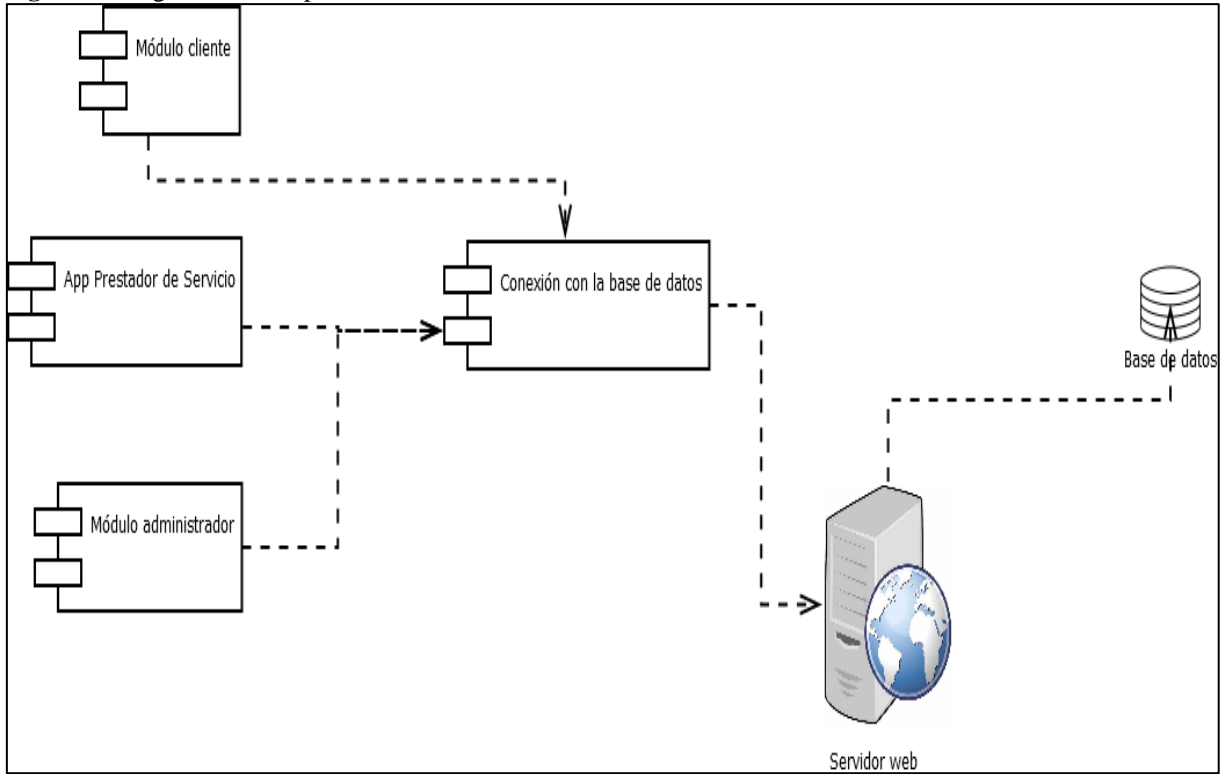 Módulo cliente
App Prestador de Servicio
Conexión con la base de datos
Base de datos
Módulo administrador
Servidor web